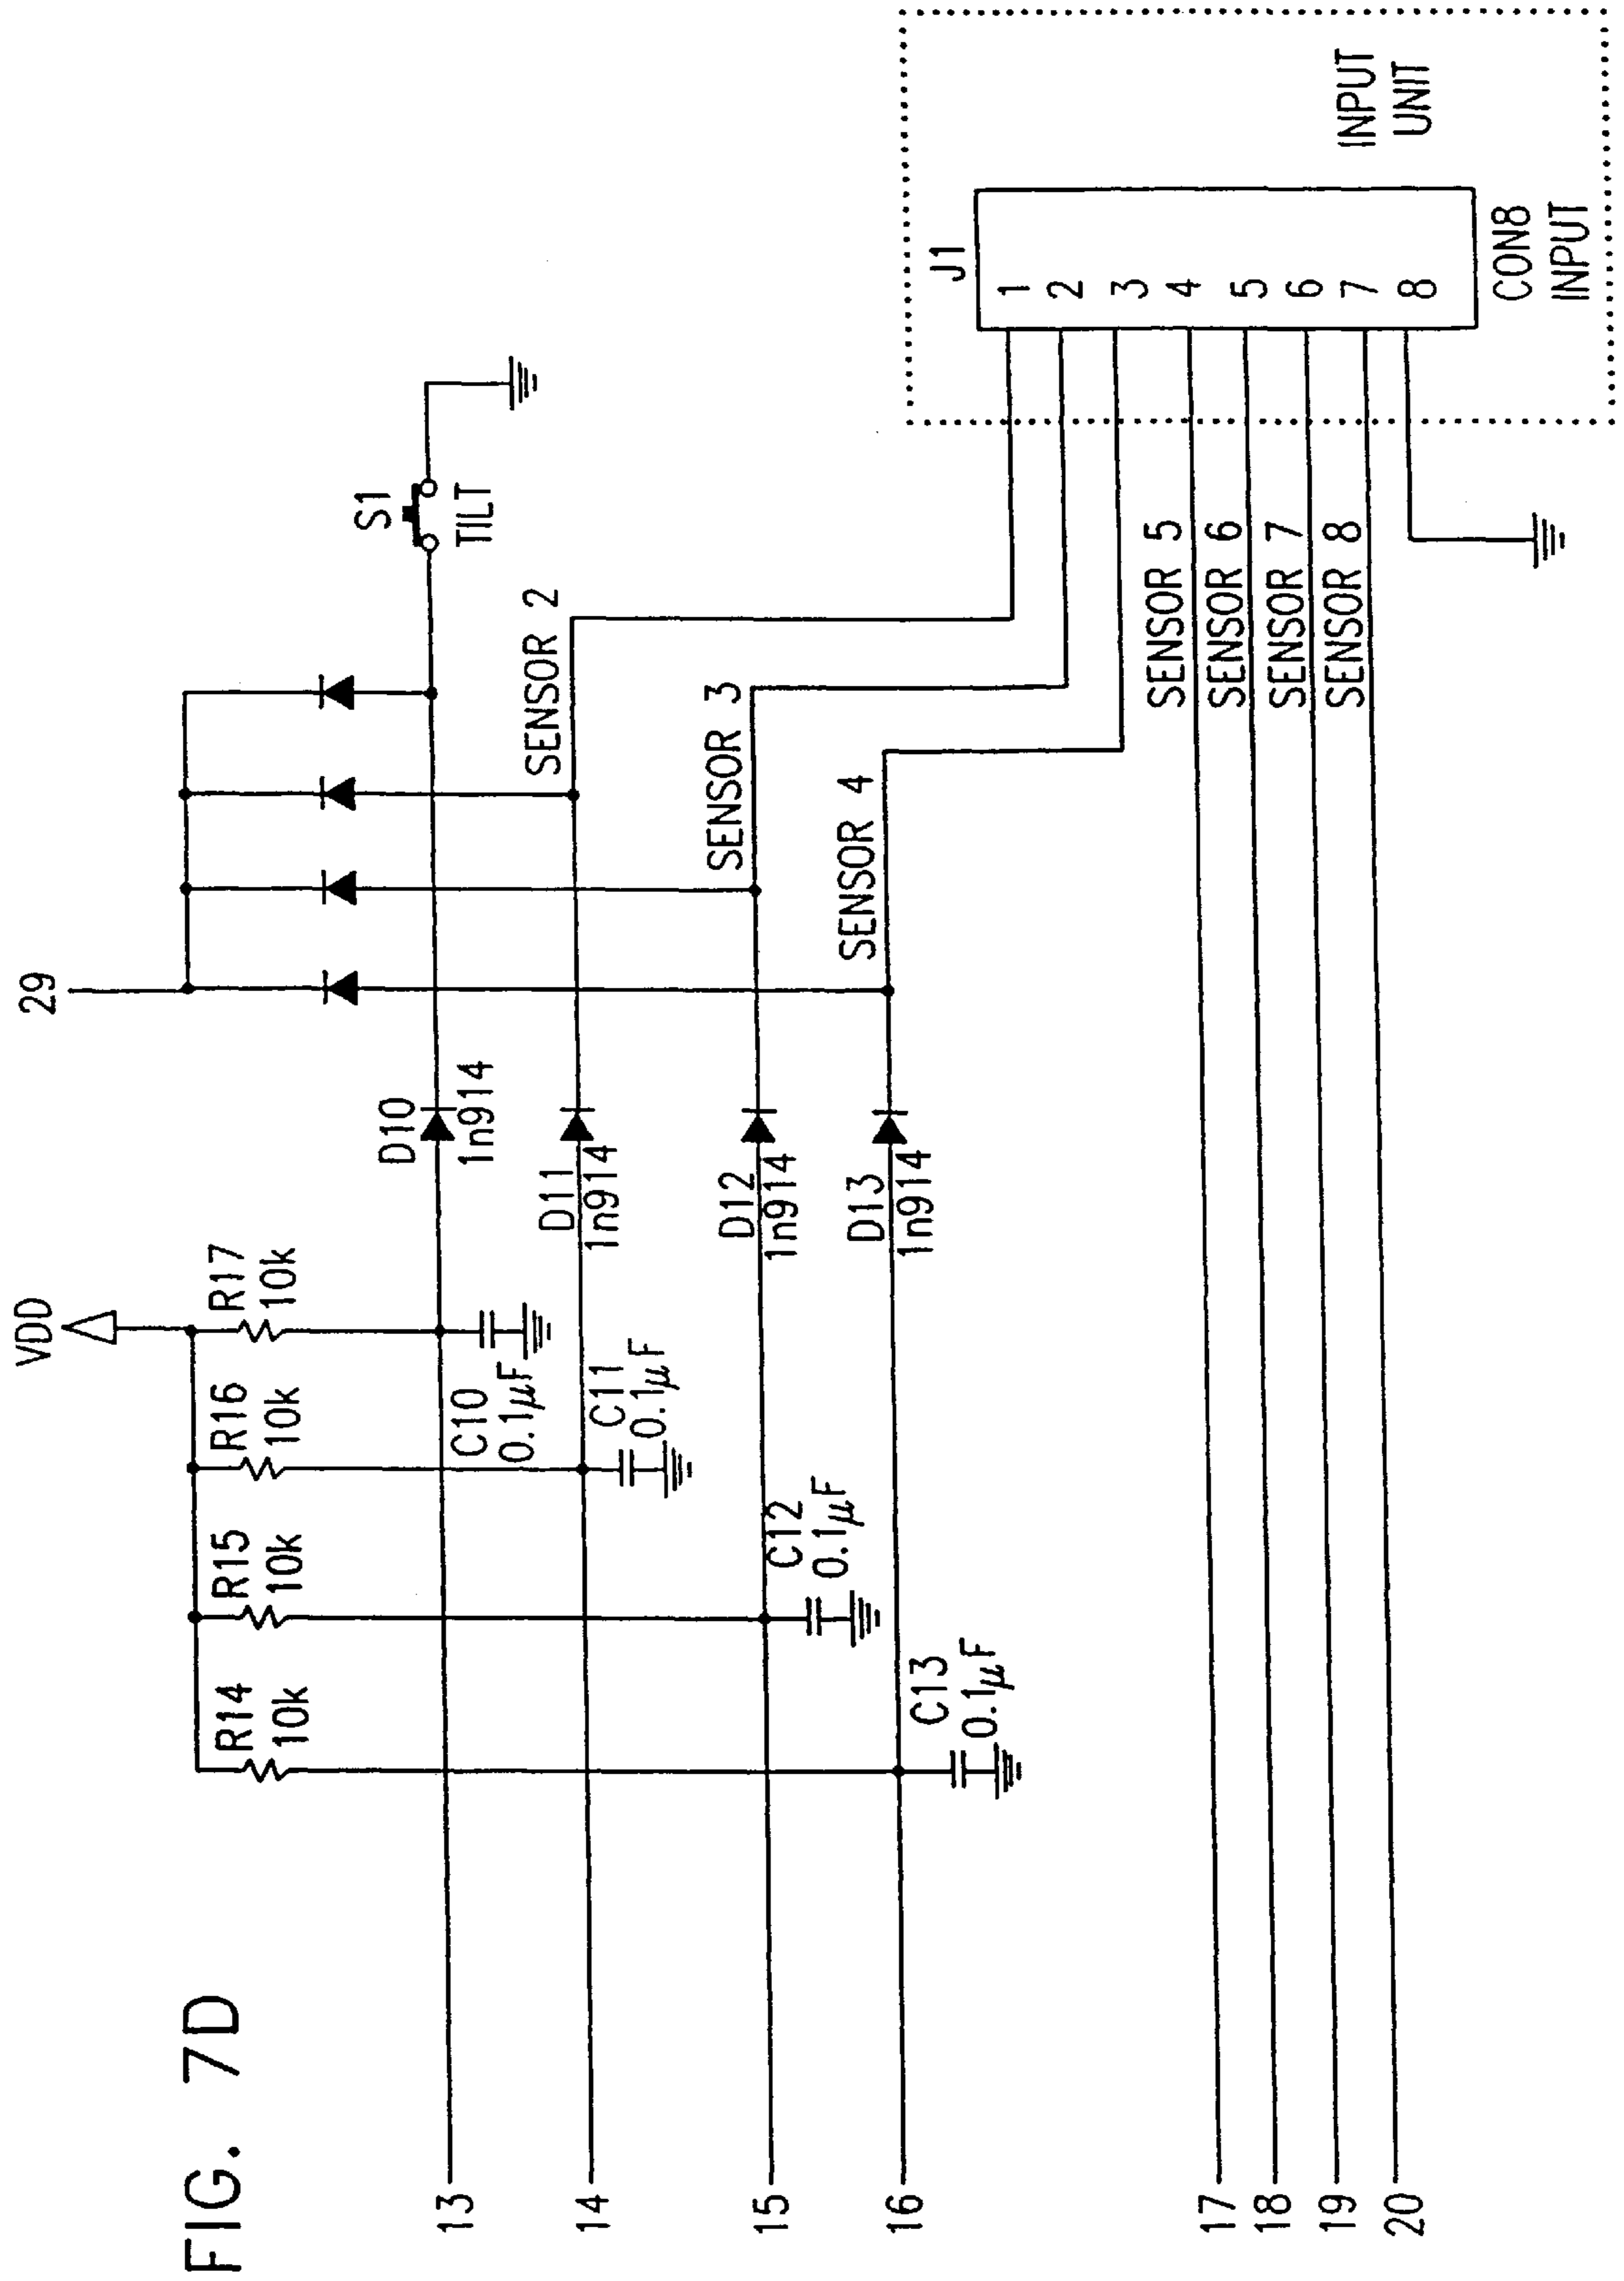 FIG. 7D
VDD
29
R14
10k
R15
10k
R16
10k
R17
10k
S1
TILT
13
C10
0.1μF
D10
1n914
14
C11
0.1μF
D11
1n914
SENSOR 2
15
C12
0.1μF
D12
1n914
SENSOR 3
16
C13
0.1μF
D13
1n914
SENSOR 4
17
SENSOR 5
18
SENSOR 6
19
SENSOR 7
20
SENSOR 8
J1
1
2
3
4
5
6
7
8
CON8
INPUT
INPUT
UNIT